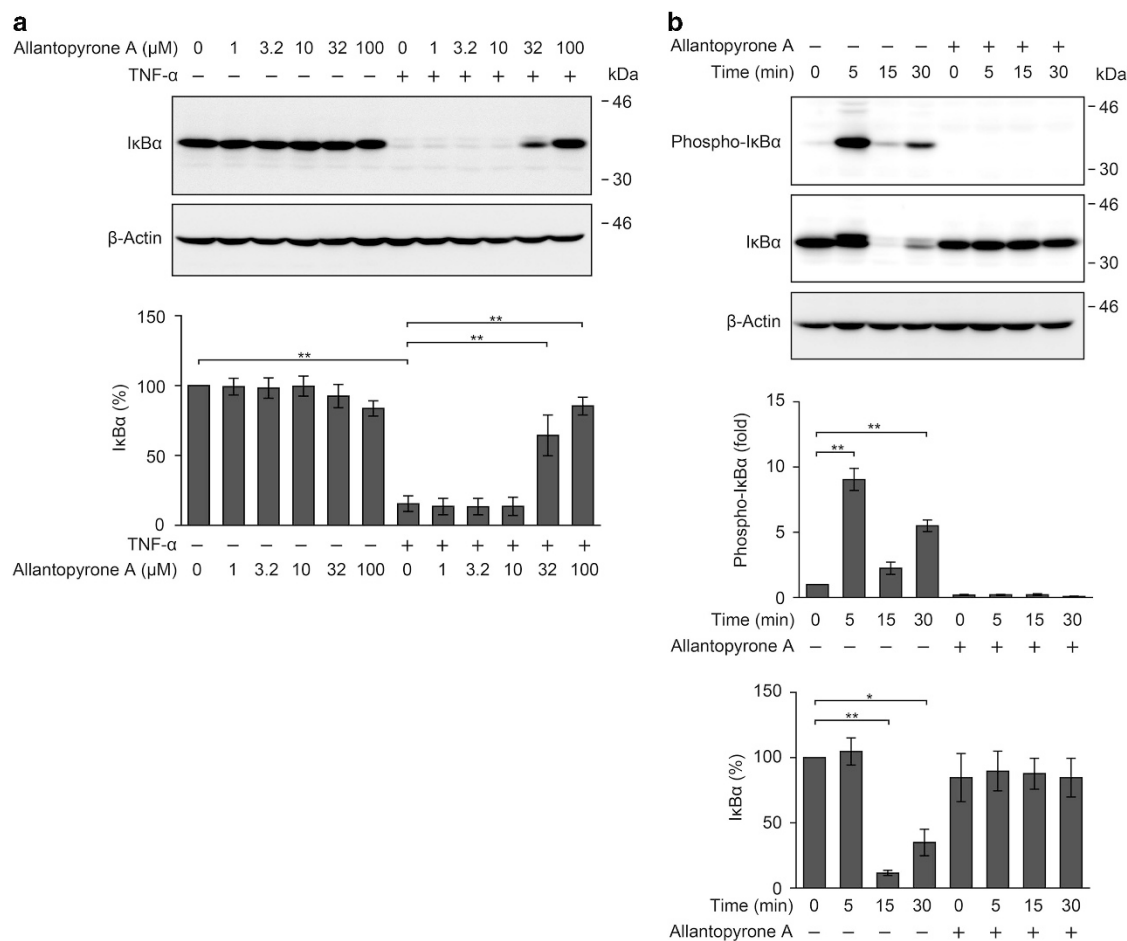 a
Allantopyrone A (μM) 0 1 3.2 10 32 100 0 1 3.2 10 32 100
TNF-α – – – – – – + + + + + +
kDa
46
IκBα
30
46
β-Actin
150
100
50
0
IκBα (%)
**
**
**
TNF-α – – – – – – + + + + + +
Allantopyrone A (μM) 0 1 3.2 10 32 100 0 1 3.2 10 32 100
b
Allantopyrone A – – – – + + + +
Time (min) 0 5 15 30 0 5 15 30 kDa
46
Phospho-IκBα
30
46
IκBα
30
46
β-Actin
15
10
5
0
Phospho-IκBα (fold)
**
**
Time (min) 0 5 15 30 0 5 15 30
Allantopyrone A – – – – + + + +
150
100
50
0
IκBα (%)
*
**
Time (min) 0 5 15 30 0 5 15 30
Allantopyrone A – – – – + + + +